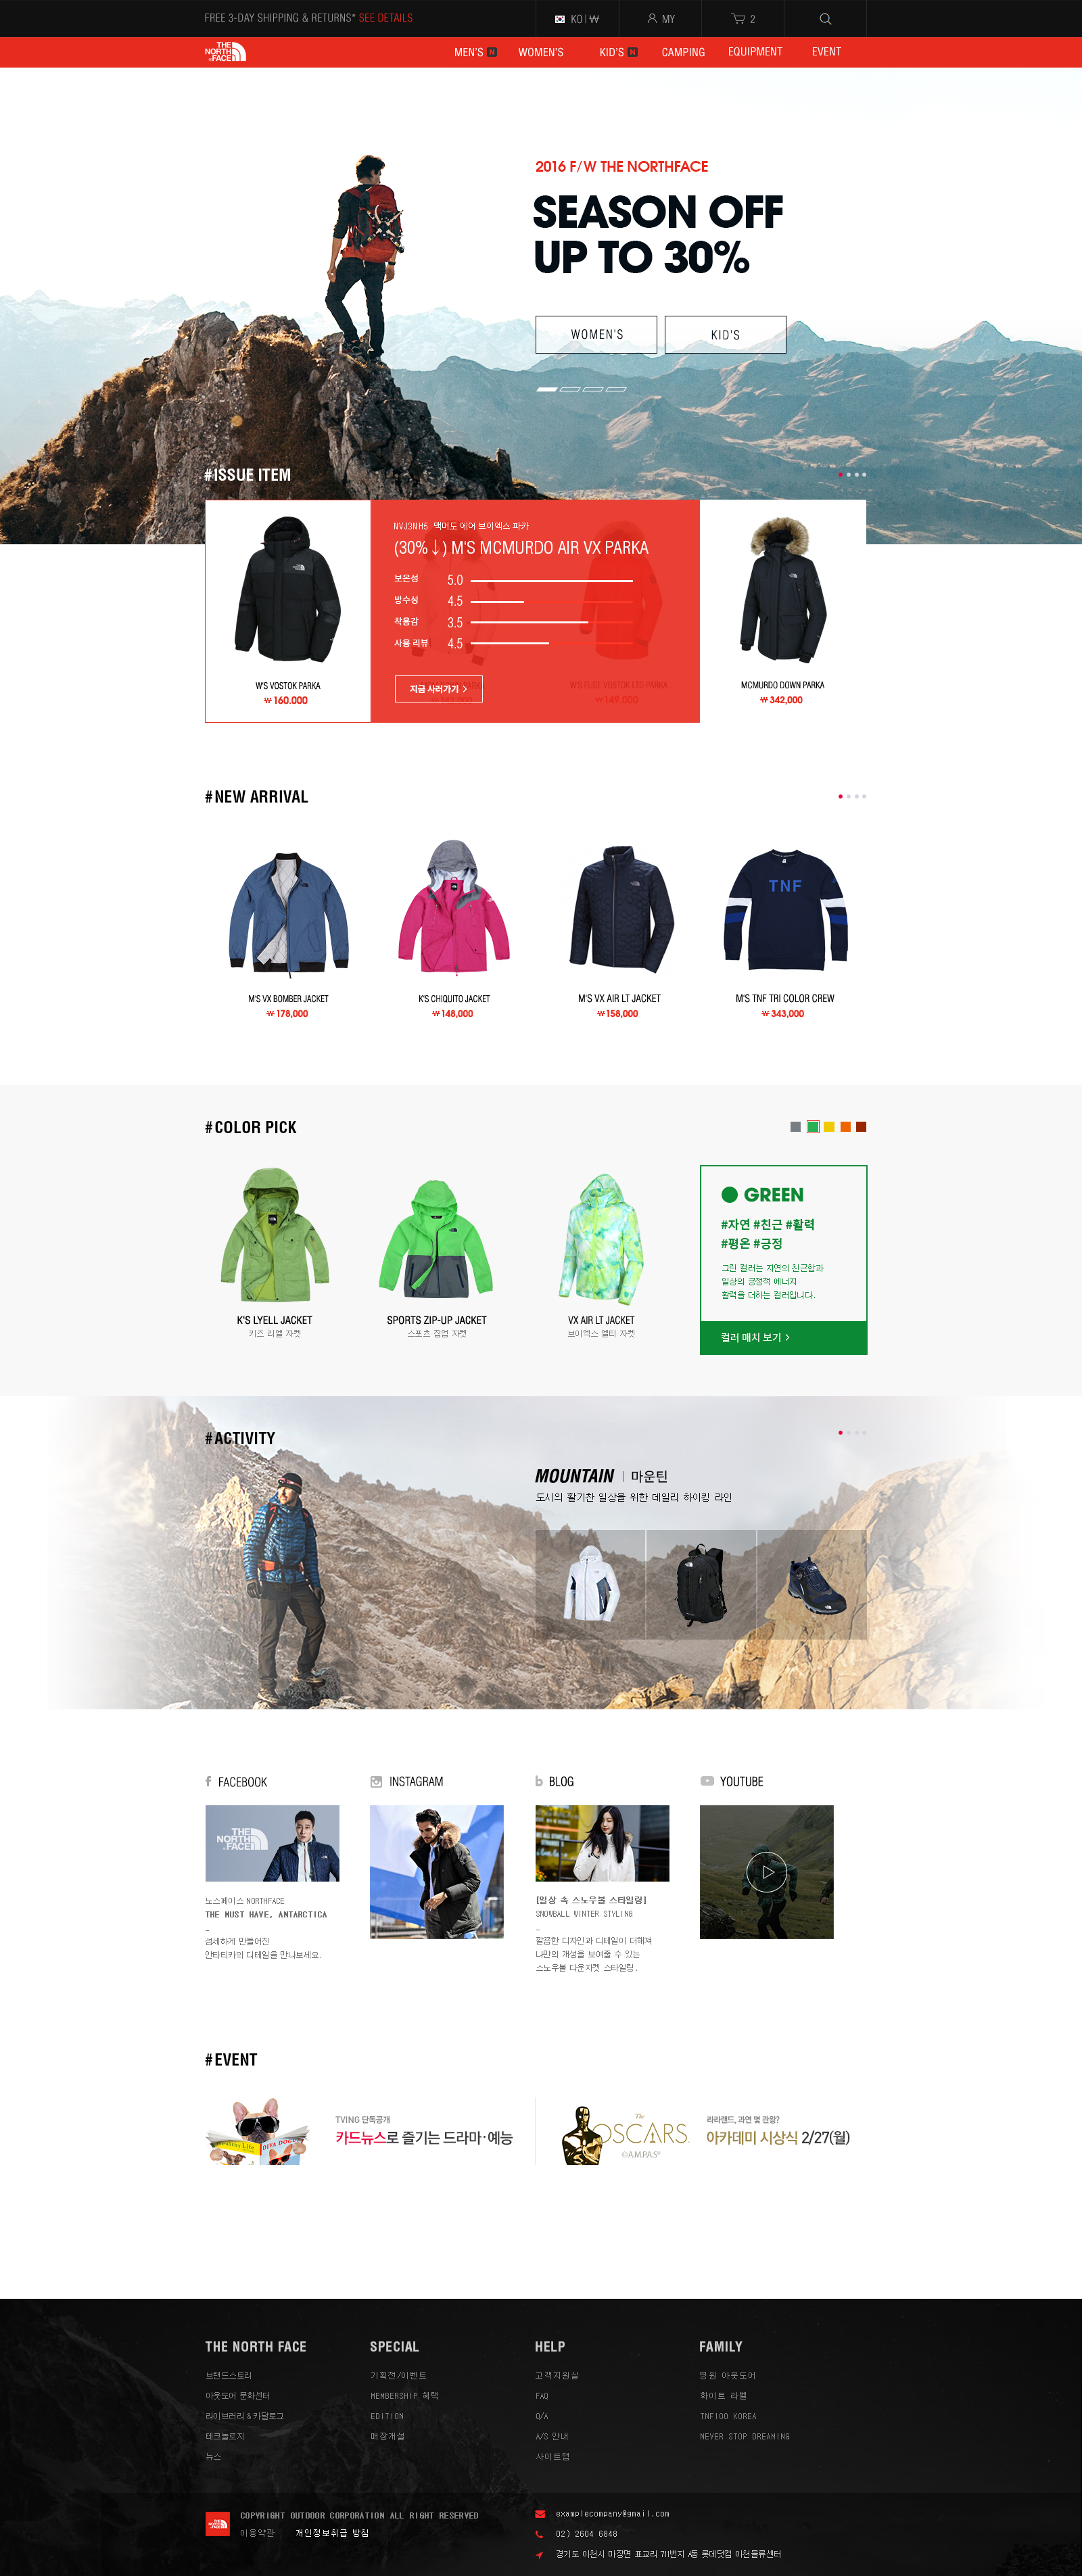 FREE 3-DAY SHIPPING & RETURNS* SEE DETAILS
KO | ₩
MY
2
THE NORTH FACE
MEN'S N
WOMEN'S
KID'S N
CAMPING
EQUIPMENT
EVENT
2016 F/W THE NORTHFACE
SEASON OFF
UP TO 30%
WOMEN'S
KID'S
#ISSUE ITEM
W'S VOSTOK PARKA
₩160.000
NVJ3NH5 맥머도 에어 브이엑스 파카
(30%↓) M'S MCMURDO AIR VX PARKA
보온성 5.0
방수성 4.5
착용감 3.5
사용 리뷰 4.5
지금 사러가기 >
W'S FUSE VOSTOK LTD PARKA
₩149.000
MCMURDO DOWN PARKA
₩342,000
#NEW ARRIVAL
TNF
M'S VX BOMBER JACKET
₩178,000
K'S CHIQUITO JACKET
₩148,000
M'S VX AIR LT JACKET
₩158,000
M'S TNF TRI COLOR CREW
₩343,000
#COLOR PICK
K'S LYELL JACKET
키즈 리엘 자켓
SPORTS ZIP-UP JACKET
스포츠 집업 자켓
VX AIR LT JACKET
브이엑스 엘티 자켓
GREEN
#자연 #친근 #활력
#평온 #긍정
그린 컬러는 자연의 친근함과
일상의 긍정적 에너지
활력을 더하는 컬러입니다.
컬러 매치 보기 >
#ACTIVITY
MOUNTAIN | 마운틴
도시의 활기찬 일상을 위한 데일리 하이킹 라인
FACEBOOK
THE NORTH FACE
노스페이스 NORTHFACE
THE MUST HAVE, ANTARCTICA
_
섬세하게 만들어진
안타티카의 디테일을 만나보세요.
INSTAGRAM
BLOG
[일상 속 스노우볼 스타일링]
SNOWBALL WINTER STYLING
_
깔끔한 디자인과 디테일이 더해져
나만의 개성을 보여줄 수 있는
스노우볼 다운자켓 스타일링.
YOUTUBE
#EVENT
Healthy Life
DIVA DOGS
TVING 단독공개
카드뉴스로 즐기는 드라마·예능
The
OSCARS
©A.M.P.A.S®
라라랜드, 과연 몇 관왕?
아카데미 시상식 2/27(월)
THE NORTH FACE
브랜드스토리
아웃도어 문화센터
라이브러리 & 카달로그
테크놀로지
뉴스
SPECIAL
기획전/이벤트
MEMBERSHIP 혜택
EDITION
매장개설
HELP
고객지원실
FAQ
Q/A
A/S 안내
사이트맵
FAMILY
영원 아웃도어
화이트 라벨
TNF100 KOREA
NEVER STOP DREAMING
THE NORTH FACE
COPYRIGHT OUTDOOR CORPORATION ALL RIGHT RESERVED
이용약관 개인정보취급 방침
examplecompany@gmail.com
02) 2604 6848
경기도 이천시 마장면 표교리 711번지 A동 롯데닷컴 이천물류센터